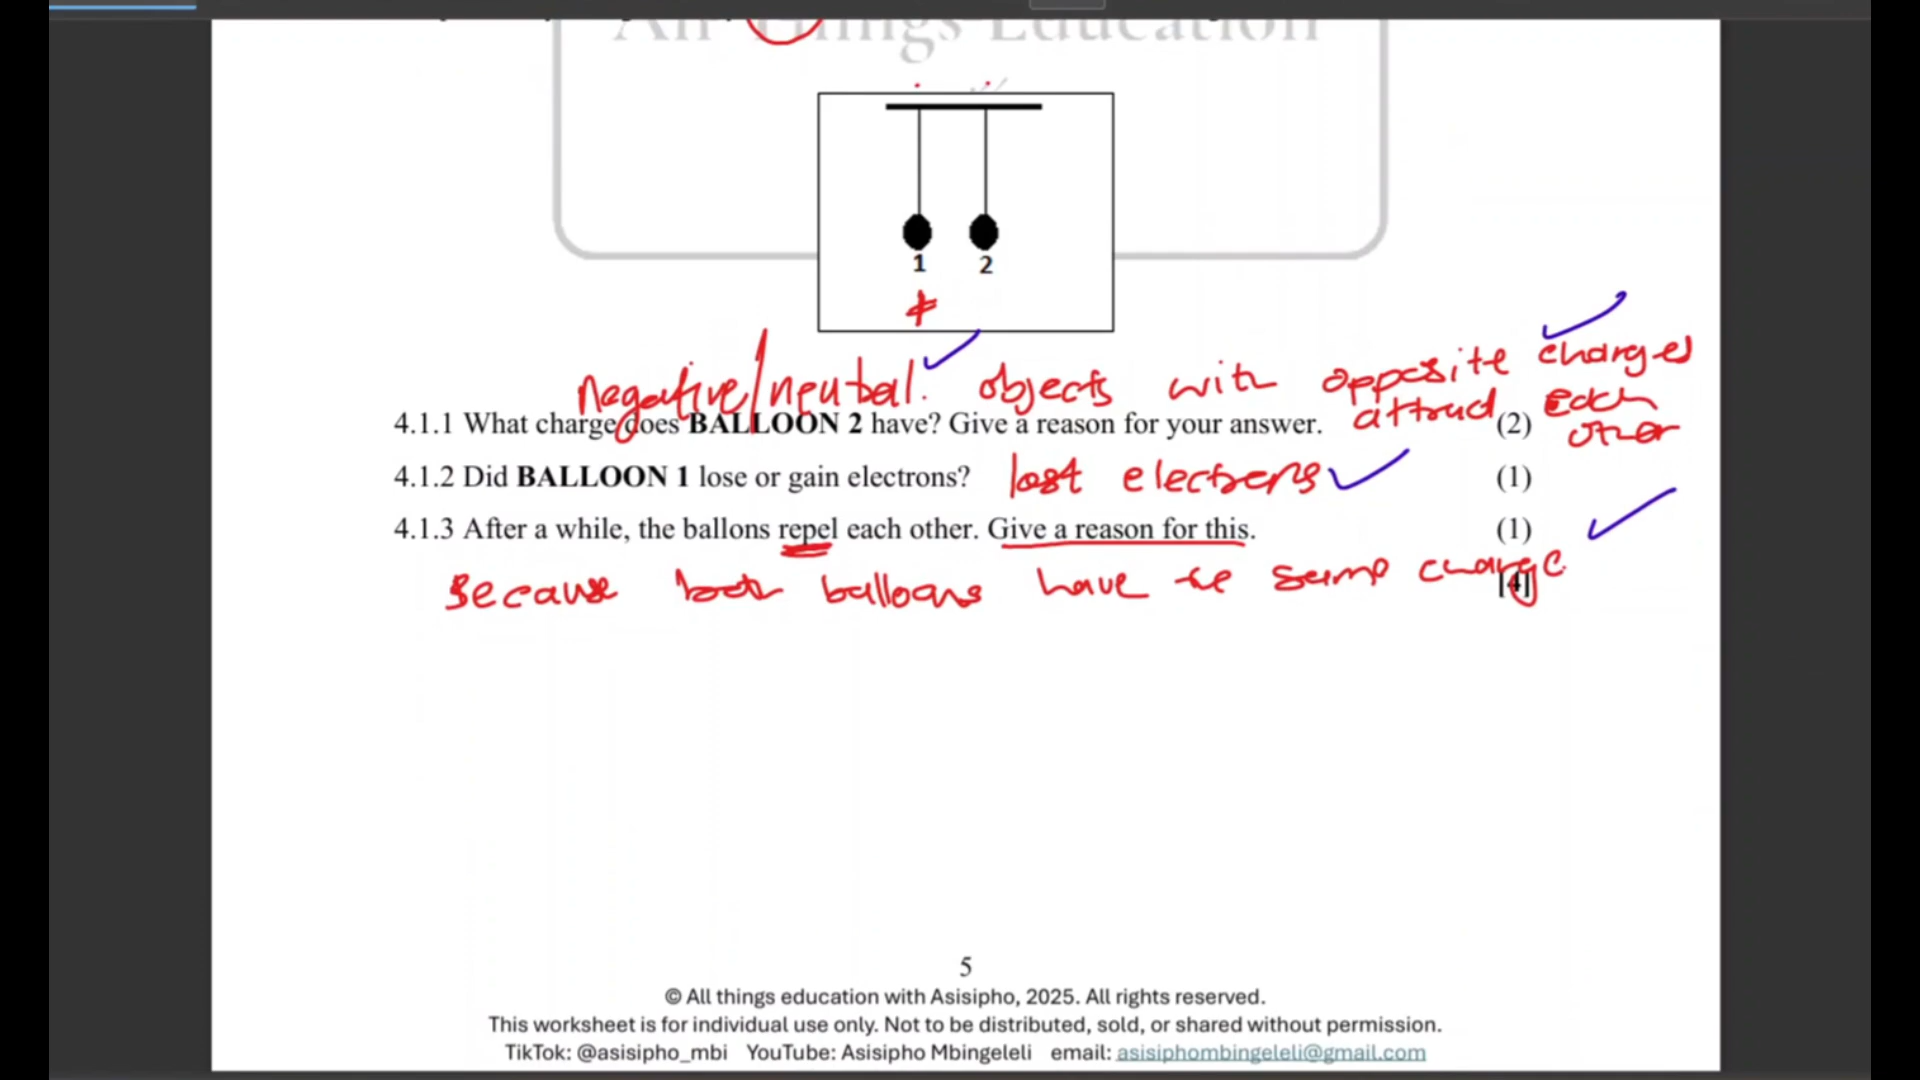 All Things Education
1 2
+
negative/neutral. objects with opposite charges
attract each
other
4.1.1 What charge does BALLOON 2 have? Give a reason for your answer. (2)
4.1.2 Did BALLOON 1 lose or gain electrons? lost electrons (1)
4.1.3 After a while, the ballons repel each other. Give a reason for this. (1)
Because both balloons have the same charge
[4]
5
© All things education with Asisipho, 2025. All rights reserved.
This worksheet is for individual use only. Not to be distributed, sold, or shared without permission.
TikTok: @asisipho_mbi YouTube: Asisipho Mbingeleli email: asisiphombingeleli@gmail.com